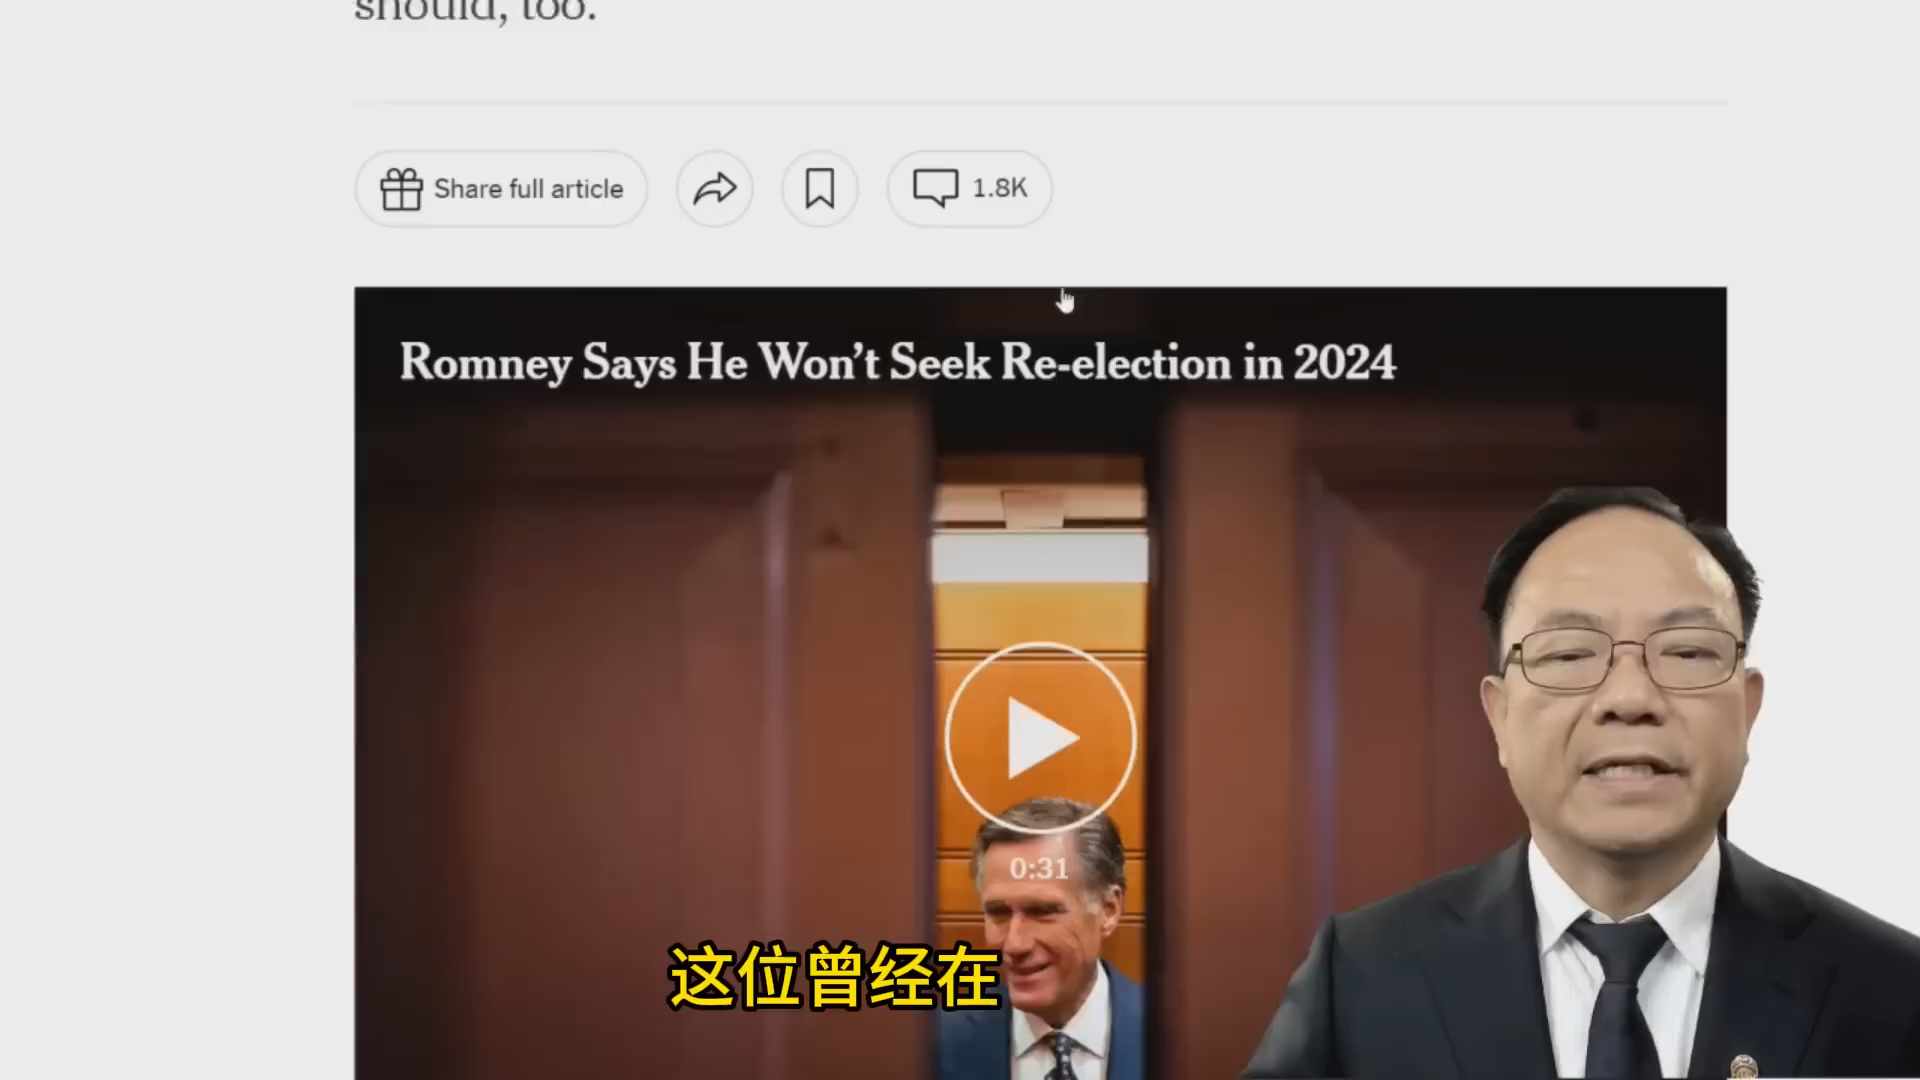 should, too.
Share full article
1.8K
Romney Says He Won’t Seek Re-election in 2024
0:31
这位曾经在